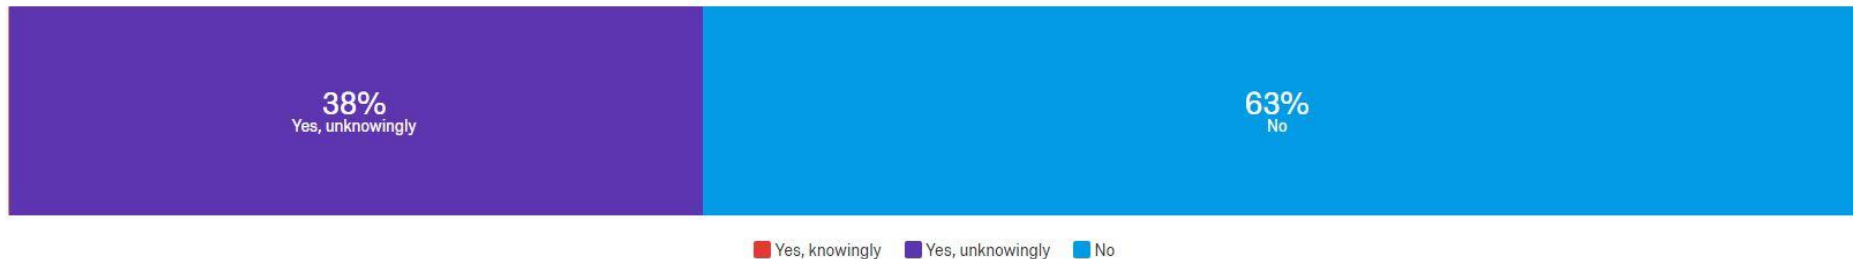 38%
Yes, unknowingly
63%
No
Yes, knowingly Yes, unknowingly No